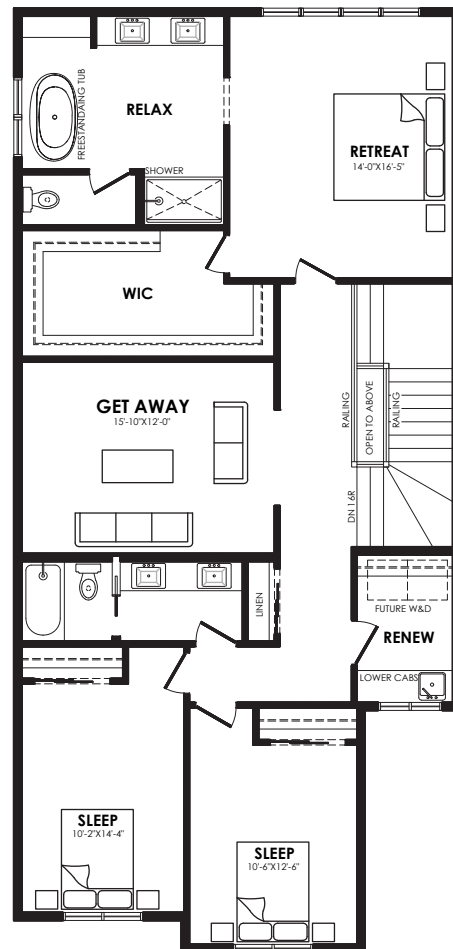 RELAX
FREESTANDAING TUB
RETREAT
14'-0"X16'-5"
SHOWER
WIC
GET AWAY
15'-10"X12'-0"
RAILING
OPEN TO ABOVE
RAILING
DN 16R
LINEN
FUTURE W&D
RENEW
LOWER CABS
SLEEP
10'-2"X14'-4"
SLEEP
10'-6"X12'-6"